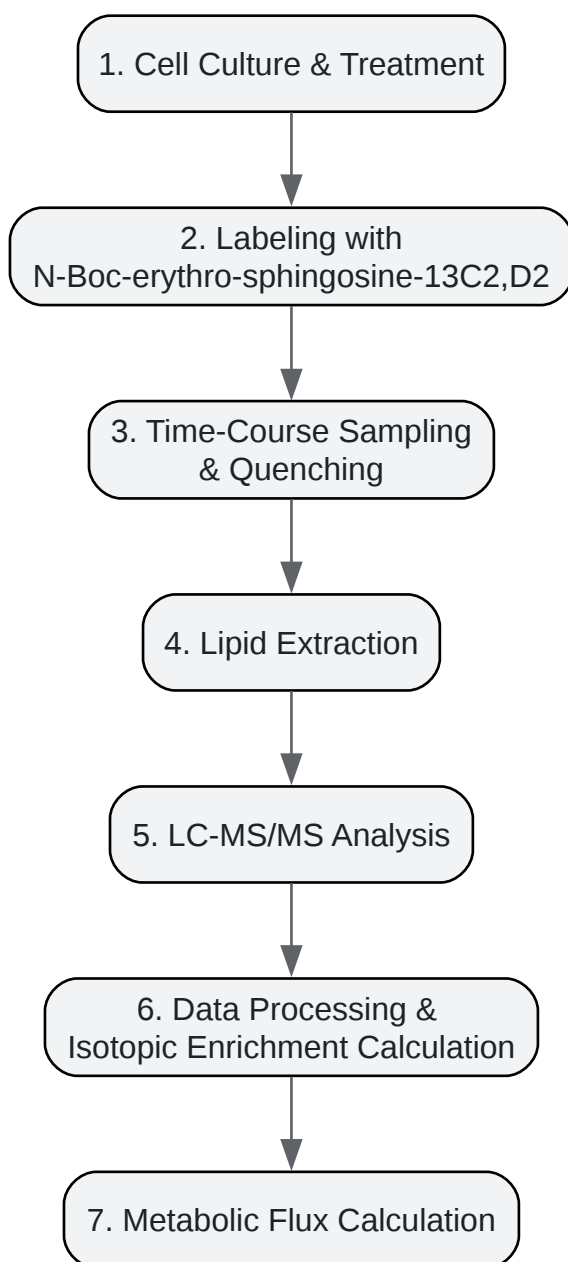 1. Cell Culture & Treatment
2. Labeling with
N-Boc-erythro-sphingosine-13C2,D2
3. Time-Course Sampling
& Quenching
4. Lipid Extraction
5. LC-MS/MS Analysis
6. Data Processing &
Isotopic Enrichment Calculation
7. Metabolic Flux Calculation